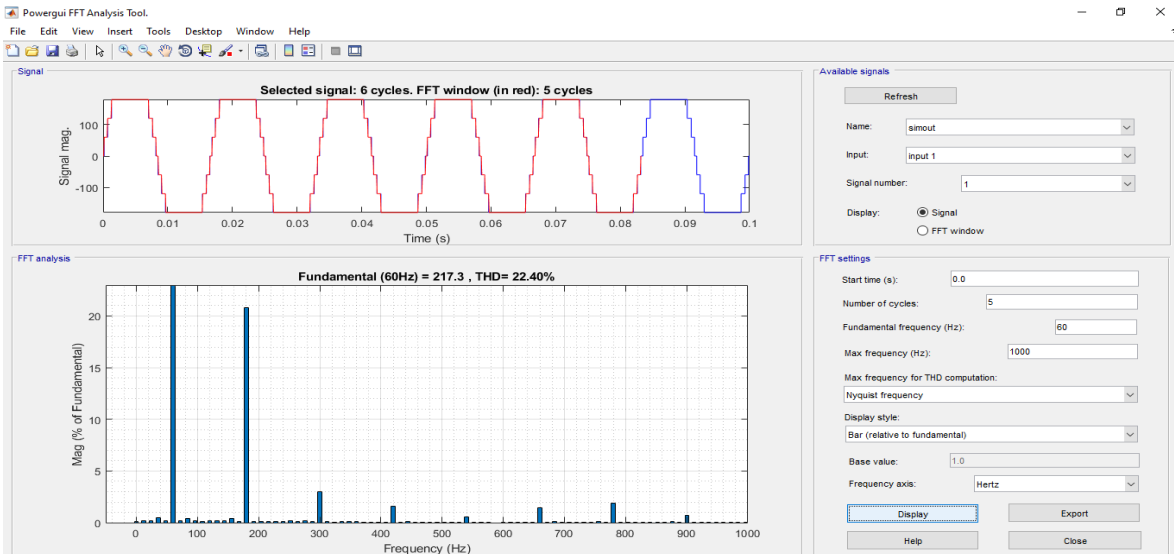 Powergui FFT Analysis Tool.
File Edit View Insert Tools Desktop Window Help
Signal
Selected signal: 6 cycles. FFT window (in red): 5 cycles
Signal mag.
100
0
-100
0 0.01 0.02 0.03 0.04 0.05 0.06 0.07 0.08 0.09 0.1
Time (s)
FFT analysis
Fundamental (60Hz) = 217.3 , THD= 22.40%
Mag (% of Fundamental)
20
15
10
5
0
0 100 200 300 400 500 600 700 800 900 1000
Frequency (Hz)
Available signals
Refresh
Name: simout
Input: input 1
Signal number: 1
Display: Signal
FFT window
FFT settings
Start time (s): 0.0
Number of cycles: 5
Fundamental frequency (Hz): 60
Max frequency (Hz): 1000
Max frequency for THD computation:
Nyquist frequency
Display style:
Bar (relative to fundamental)
Base value: 1.0
Frequency axis: Hertz
Display Export
Help Close